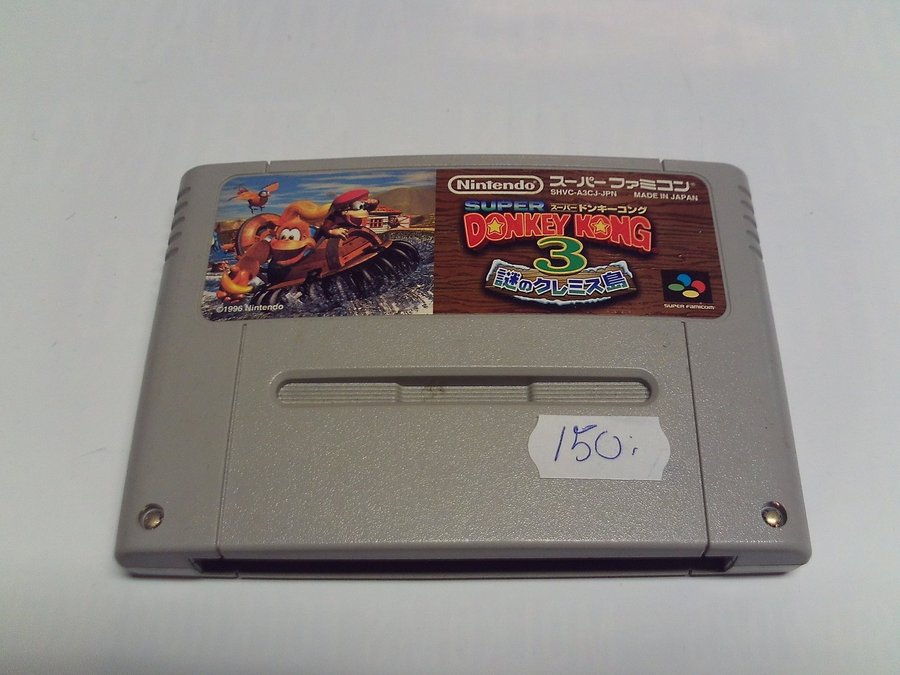 Nintendo スーパーファミコン
SHVC-A3CJ-JPN
MADE IN JAPAN
SUPER スーパードンキーコング
DONKEY KONG
3
謎のクレミス島
©1996 Nintendo
SUPER FAMICOM
150: